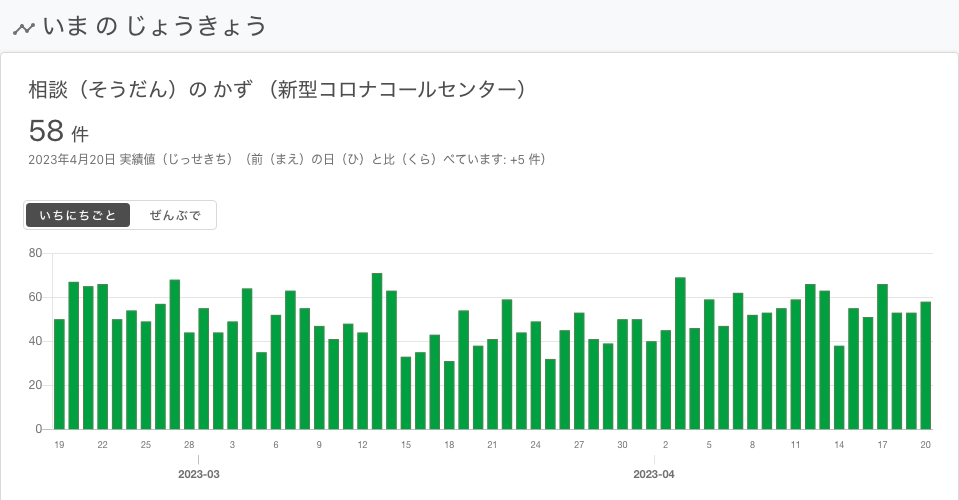 いま の じょうきょう
相談（そうだん）の かず （新型コロナコールセンター）
58 件
2023年4月20日 実績値（じっせきち）（前（まえ）の日（ひ）と比（くら）べています: +5 件）
いちにちごと ぜんぶで
80
60
40
20
0
19 22 25 28 3 6 9 12 15 18 21 24 27 30 2 5 8 11 14 17 20
2023-03 2023-04